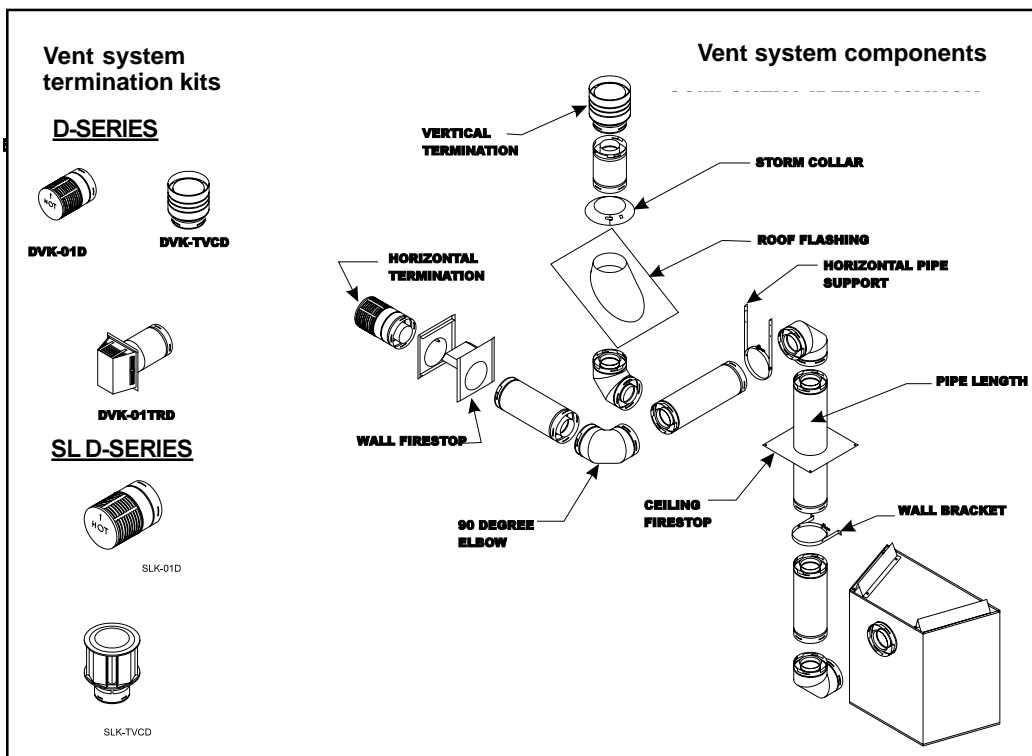 Vent system
termination kits
D-SERIES
↑
HOT
DVK-01D
DVK-TVCD
DVK-01TRD
SL D-SERIES
↑
HOT
SLK-01D
SLK-TVCD
Vent system components
VERTICAL
TERMINATION
STORM COLLAR
ROOF FLASHING
HORIZONTAL
TERMINATION
HORIZONTAL PIPE
SUPPORT
PIPE LENGTH
WALL FIRESTOP
90 DEGREE
ELBOW
CEILING
FIRESTOP
WALL BRACKET